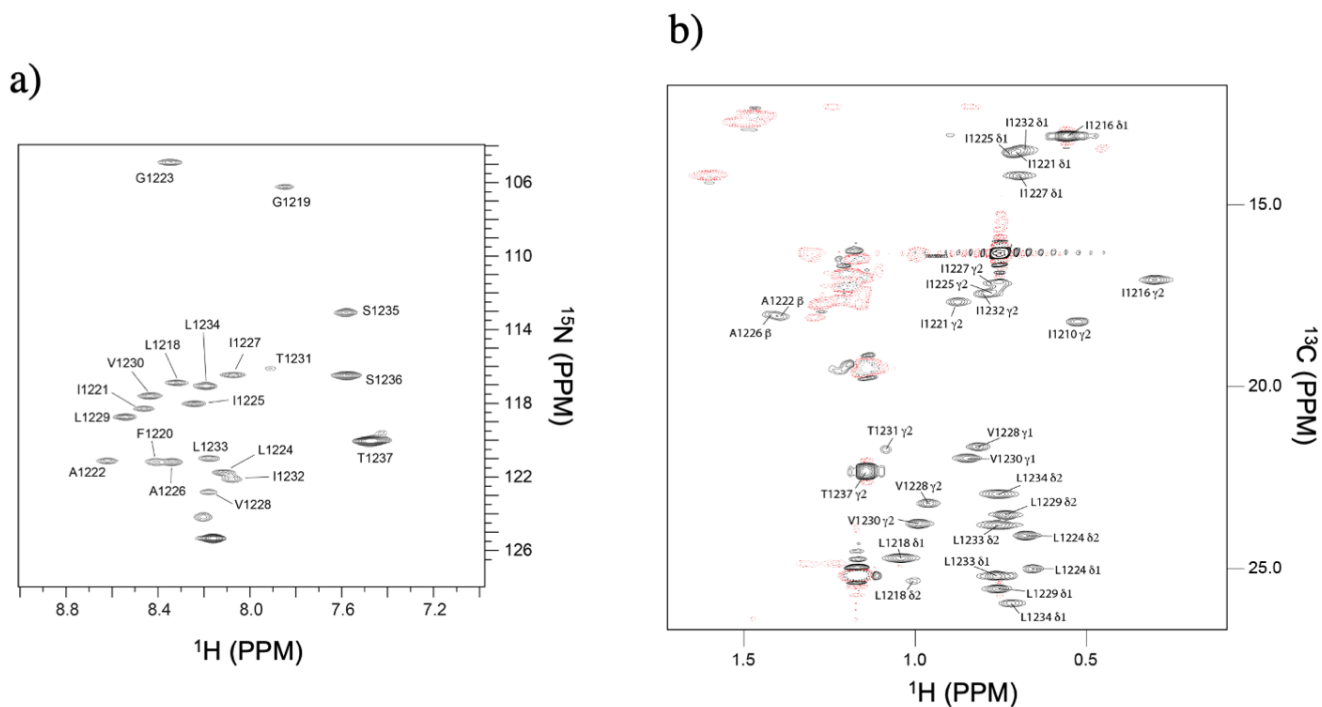 a)
G1223
G1219
S1235
L1234
L1218
I1227
V1230
T1231
I1221
S1236
L1229
I1225
F1220
L1233
L1224
T1237
A1222
I1232
A1226
V1228
106
110
114
118
122
126
8.8
8.4
8.0
7.6
7.2
¹H (PPM)
¹⁵N (PPM)
b)
I1232 δ1
I1225 δ1
I1216 δ1
I1221 δ1
I1227 δ1
I1227 γ2
I1225 γ2
I1216 γ2
A1222 β
I1232 γ2
I1221 γ2
A1226 β
I1210 γ2
T1231 γ2
V1228 γ1
V1230 γ1
T1237 γ2
V1228 γ2
L1234 δ2
L1229 δ2
V1230 γ2
L1233 δ2
L1224 δ2
L1218 δ1
L1233 δ1
L1224 δ1
L1218 δ2
L1229 δ1
L1234 δ1
15.0
20.0
25.0
1.5
1.0
0.5
¹H (PPM)
¹³C (PPM)